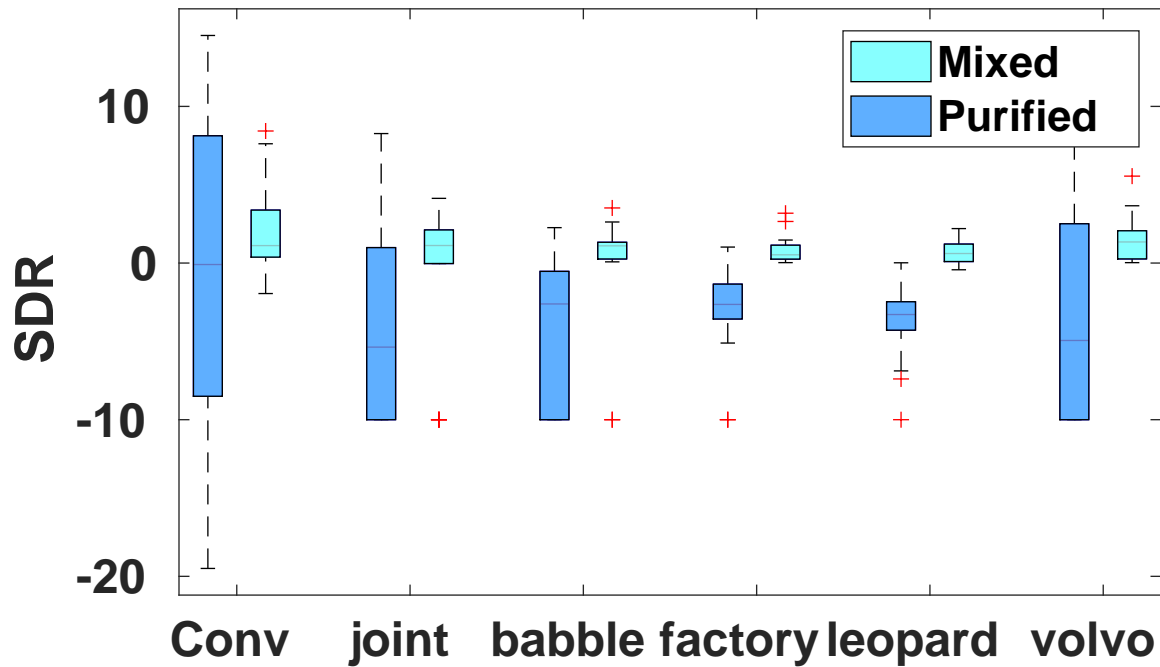 Mixed
Purified
10
0
-10
-20
SDR
Conv joint babble factory leopard volvo